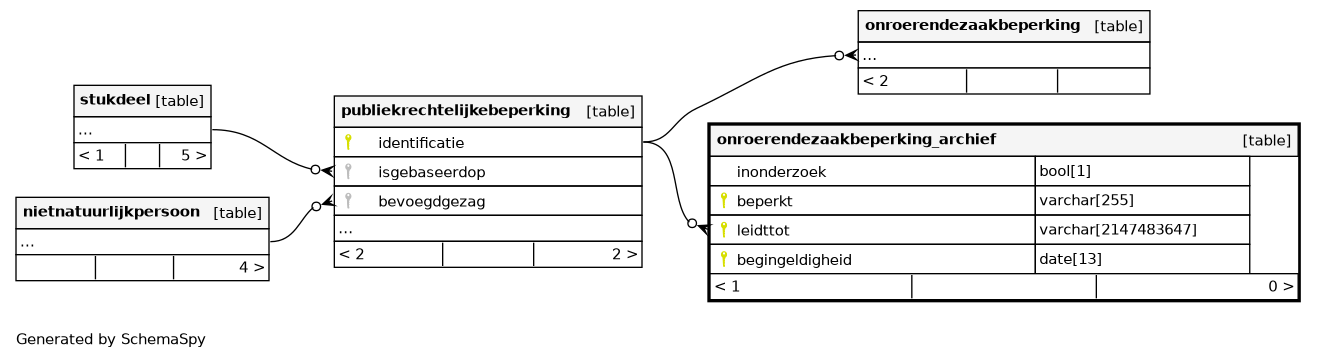 onroerendezaakbeperking [table]
...
< 2
stukdeel [table]
...
< 1 5 >
publiekrechtelijkebeperking [table]
identificatie
isgebaseerdop
bevoegdgezag
...
< 2 2 >
onroerendezaakbeperking_archief [table]
inonderzoek bool[1]
beperkt varchar[255]
leidttot varchar[2147483647]
begingeldigheid date[13]
< 1 0 >
nietnatuurlijkpersoon [table]
...
4 >
Generated by SchemaSpy